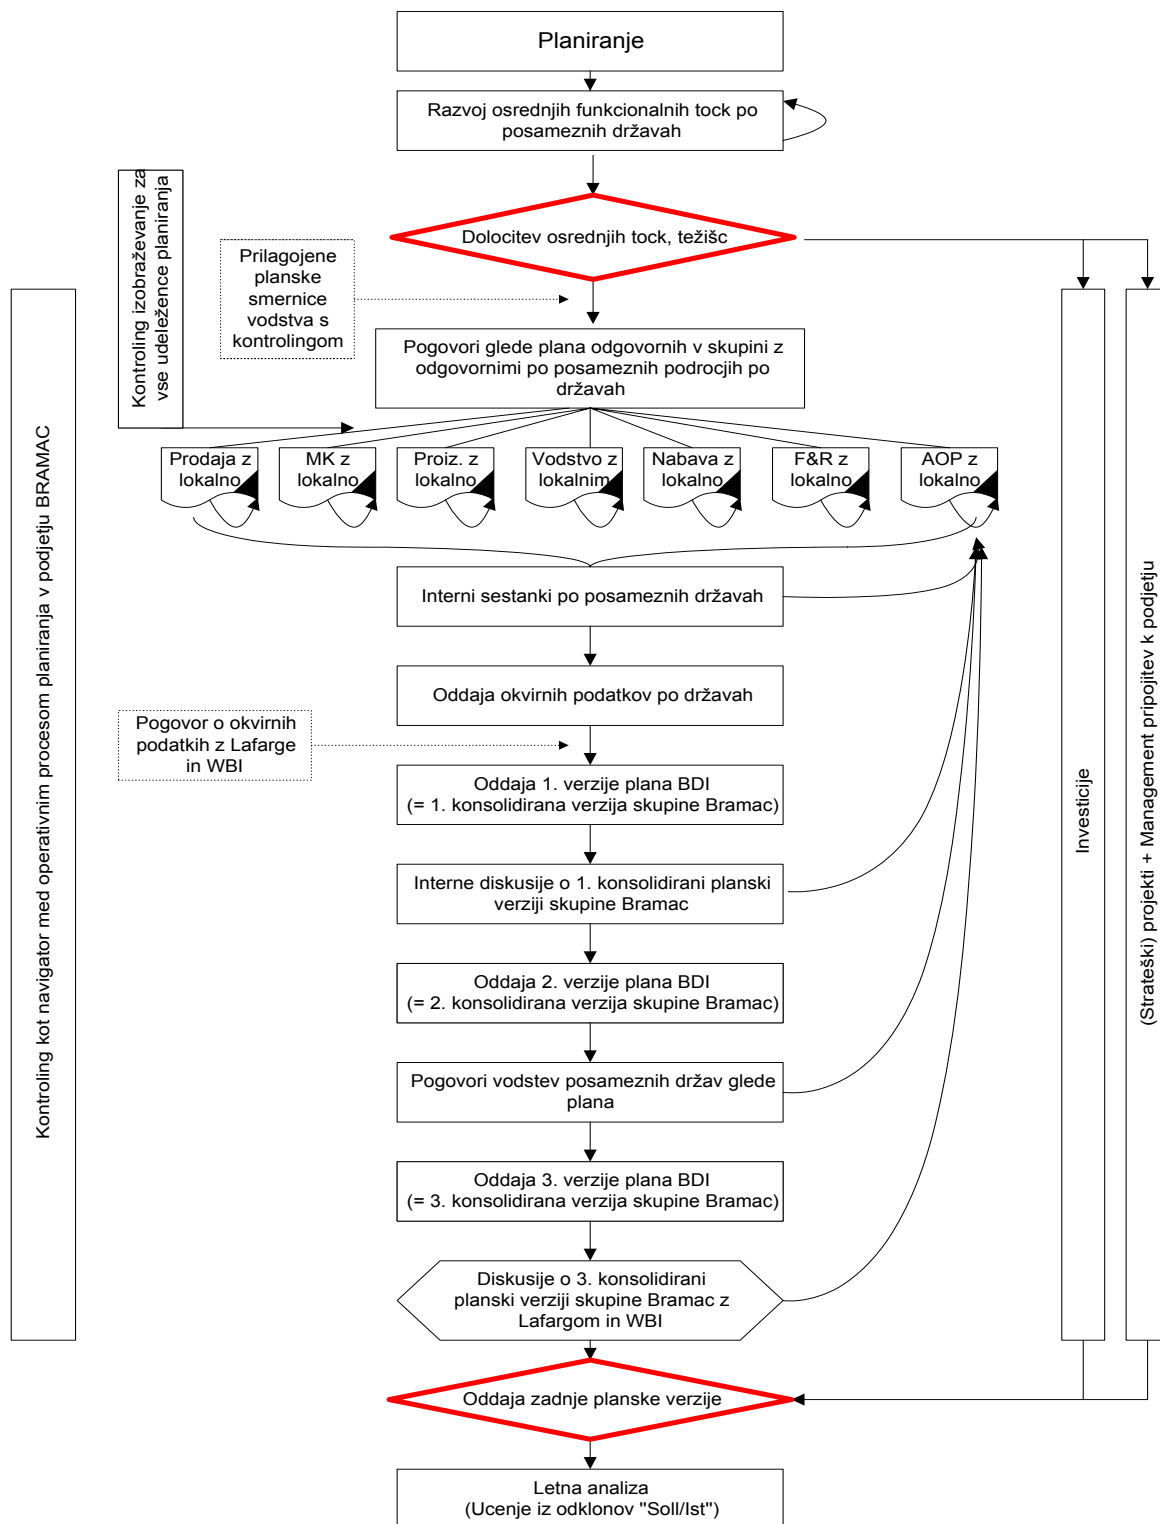 Planiranje
Razvoj osrednjih funkcionalnih tock po
posameznih državah
Kontroling izobraževanje za
vse udeležence planiranja
Dolocitev osrednjih tock, težišc
Prilagojene
planske
smernice
vodstva s
kontrolingom
Pogovori glede plana odgovornih v skupini z
odgovornimi po posameznih podrocjih po
državah
Prodaja z
lokalno
MK z
lokalno
Proiz. z
lokalno
Vodstvo z
lokalnim
Nabava z
lokalno
F&R z
lokalno
AOP z
lokalno
Kontroling kot navigator med operativnim procesom planiranja v podjetju BRAMAC
Interni sestanki po posameznih državah
Oddaja okvirnih podatkov po državah
Pogovor o okvirnih
podatkih z Lafarge
in WBI
Oddaja 1. verzije plana BDI
(= 1. konsolidirana verzija skupine Bramac)
Investicije
(Strateški) projekti + Management pripojitev k podjetju
Interne diskusije o 1. konsolidirani planski
verziji skupine Bramac
Oddaja 2. verzije plana BDI
(= 2. konsolidirana verzija skupine Bramac)
Pogovori vodstev posameznih držav glede
plana
Oddaja 3. verzije plana BDI
(= 3. konsolidirana verzija skupine Bramac)
Diskusije o 3. konsolidirani
planski verziji skupine Bramac z
Lafargom in WBI
Oddaja zadnje planske verzije
Letna analiza
(Ucenje iz odklonov "Soll/Ist")